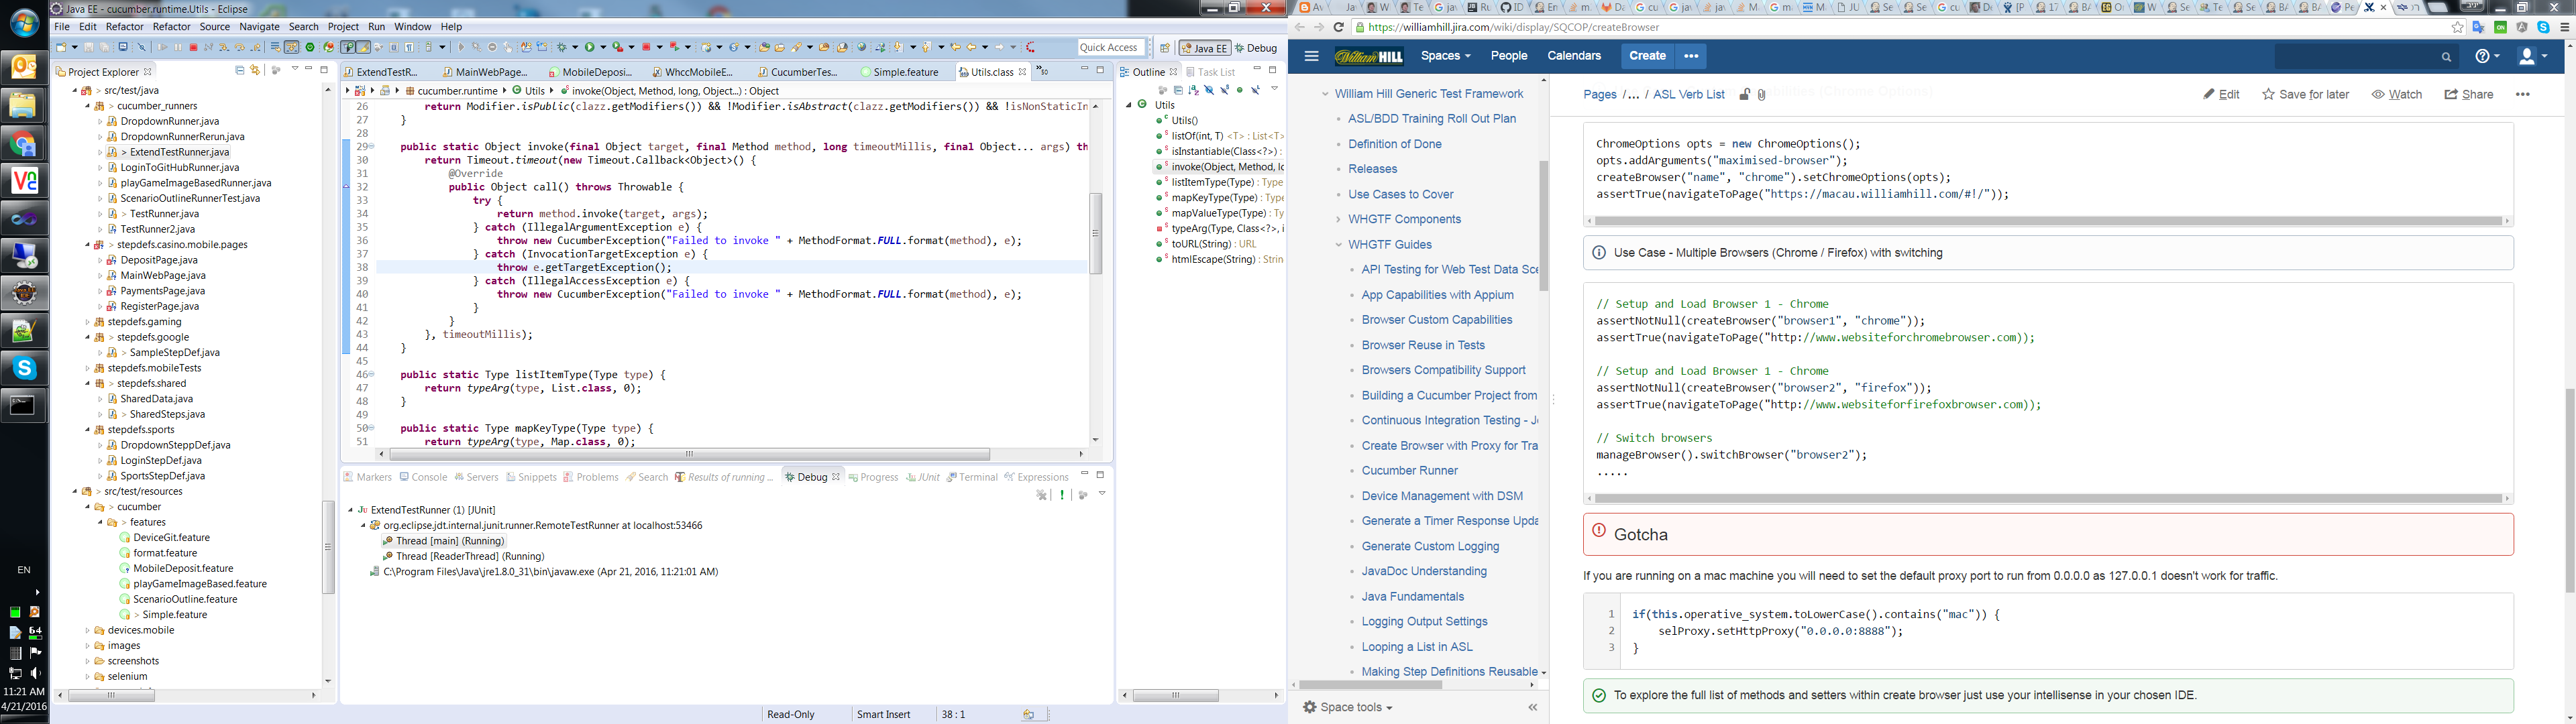 Java EE - cucumber.runtime.Utils - Eclipse
File Edit Refactor Refactor Source Navigate Search Project Run Window Help
Quick Access
Java EE
Debug
Project Explorer
> src/test/java
> cucumber_runners
DropdownRunner.java
DropdownRunnerRerun.java
> ExtendTestRunner.java
LoginToGitHubRunner.java
playGameImageBasedRunner.java
ScenarioOutlineRunnerTest.java
> TestRunner.java
TestRunner2.java
> stepdefs.casino.mobile.pages
DepositPage.java
MainWebPage.java
PaymentsPage.java
RegisterPage.java
stepdefs.gaming
> stepdefs.google
> SampleStepDef.java
stepdefs.mobileTests
> stepdefs.shared
SharedData.java
> SharedSteps.java
stepdefs.sports
DropdownSteppDef.java
LoginStepDef.java
SportsStepDef.java
> src/test/resources
> cucumber
> features
DeviceGit.feature
format.feature
MobileDeposit.feature
playGameImageBased.feature
ScenarioOutline.feature
> Simple.feature
devices.mobile
images
screenshots
selenium
EN
64
11:21 AM
4/21/2016
ExtendTestR... MainWebPage... MobileDeposi... WhccMobileE... CucumberTes... Simple.feature Utils.class
cucumber.runtime Utils invoke(Object, Method, long, Object...) : Object
26 return Modifier.isPublic(clazz.getModifiers()) && !Modifier.isAbstract(clazz.getModifiers()) && !isNonStaticIn
27 }
28
29 public static Object invoke(final Object target, final Method method, long timeoutMillis, final Object... args) th
30 return Timeout.timeout(new Timeout.Callback<Object>() {
31 @Override
32 public Object call() throws Throwable {
33 try {
34 return method.invoke(target, args);
35 } catch (IllegalArgumentException e) {
36 throw new CucumberException("Failed to invoke " + MethodFormat.FULL.format(method), e);
37 } catch (InvocationTargetException e) {
38 throw e.getTargetException();
39 } catch (IllegalAccessException e) {
40 throw new CucumberException("Failed to invoke " + MethodFormat.FULL.format(method), e);
41 }
42 }
43 }, timeoutMillis);
44 }
45
46 public static Type listItemType(Type type) {
47 return typeArg(type, List.class, 0);
48 }
49
50 public static Type mapKeyType(Type type) {
51 return typeArg(type, Map.class, 0);
Markers Console Servers Snippets Problems Search Results of running ... Debug Progress JUnit Terminal Expressions
ExtendTestRunner (1) [JUnit]
org.eclipse.jdt.internal.junit.runner.RemoteTestRunner at localhost:53466
Thread [main] (Running)
Thread [ReaderThread] (Running)
C:\Program Files\Java\jre1.8.0_31\bin\javaw.exe (Apr 21, 2016, 11:21:01 AM)
Read-Only Smart Insert 38 : 1
Outline Task List
Utils
Utils()
listOf(int, T) <T> : List<T>
isInstantiable(Class<?>) :
invoke(Object, Method, lo
listItemType(Type) : Type
mapKeyType(Type) : Type
mapValueType(Type) : Ty
typeArg(Type, Class<?>, i
toURL(String) : URL
htmlEscape(String) : Strin
https://williamhill.jira.com/wiki/display/SQCOP/createBrowser
William HILL Spaces People Calendars Create
William Hill Generic Test Framework
ASL/BDD Training Roll Out Plan
Definition of Done
Releases
Use Cases to Cover
WHGTF Components
WHGTF Guides
API Testing for Web Test Data Sce
App Capabilities with Appium
Browser Custom Capabilities
Browser Reuse in Tests
Browsers Compatibility Support
Building a Cucumber Project from
Continuous Integration Testing - Je
Create Browser with Proxy for Tra
Cucumber Runner
Device Management with DSM
Generate a Timer Response Upda
Generate Custom Logging
JavaDoc Understanding
Java Fundamentals
Logging Output Settings
Looping a List in ASL
Making Step Definitions Reusable
Space tools
Pages /... / ASL Verb List
Edit Save for later Watch Share
ChromeOptions opts = new ChromeOptions();
opts.addArguments("maximised-browser");
createBrowser("name", "chrome").setChromeOptions(opts);
assertTrue(navigateToPage("https://macau.williamhill.com/#!/"));
Use Case - Multiple Browsers (Chrome / Firefox) with switching
// Setup and Load Browser 1 - Chrome
assertNotNull(createBrowser("browser1", "chrome"));
assertTrue(navigateToPage("http://www.websiteforchromebrowser.com));
// Setup and Load Browser 1 - Chrome
assertNotNull(createBrowser("browser2", "firefox"));
assertTrue(navigateToPage("http://www.websiteforfirefoxbrowser.com));
// Switch browsers
manageBrowser().switchBrowser("browser2");
.....
Gotcha
If you are running on a mac machine you will need to set the default proxy port to run from 0.0.0.0 as 127.0.0.1 doesn't work for traffic.
1 if(this.operative_system.toLowerCase().contains("mac")) {
2 selProxy.setHttpProxy("0.0.0.0:8888");
3 }
To explore the full list of methods and setters within create browser just use your intellisense in your chosen IDE.